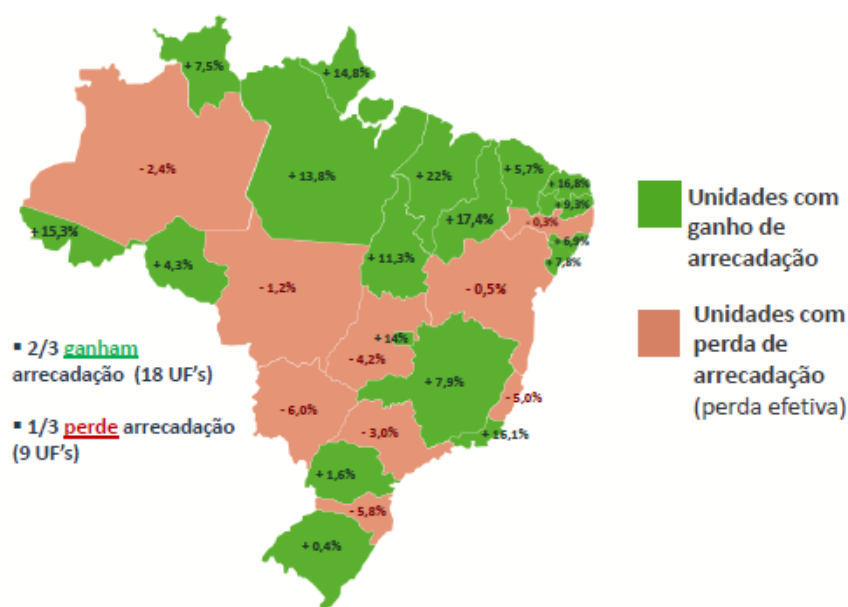 + 7,5%
+ 14,8%
- 2,4%
+ 13,8%
+ 22%
+ 5,7%
+ 16,8%
+ 9,3%
+ 17,4%
- 0,3%
+ 6,9%
+ 7,8%
+ 15,3%
+ 4,3%
+ 11,3%
- 1,2%
- 0,5%
+ 14%
- 4,2%
+ 7,9%
- 5,0%
- 6,0%
- 3,0%
+ 16,1%
+ 1,6%
- 5,8%
+ 0,4%
▪ 2/3 ganham
arrecadação (18 UF's)
▪ 1/3 perde arrecadação
(9 UF's)
Unidades com
ganho de
arrecadação
Unidades com
perda de
arrecadação
(perda efetiva)